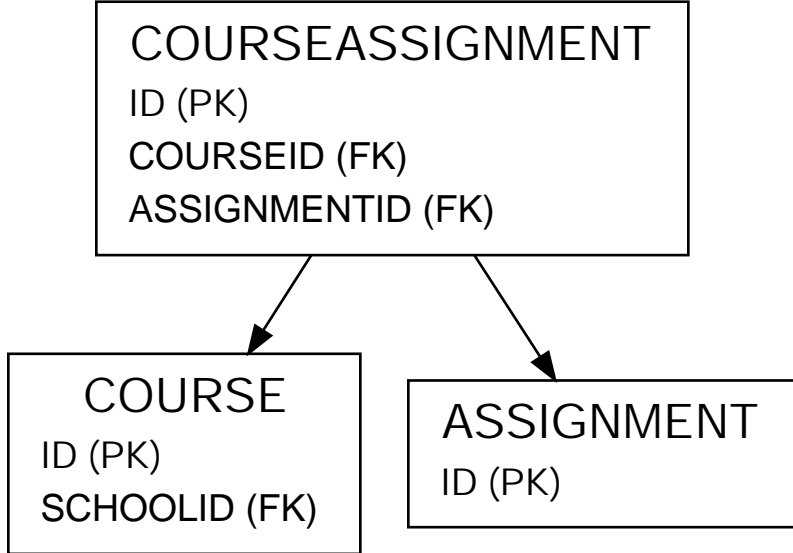 COURSEASSIGNMENT
ID (PK)
COURSEID (FK)
ASSIGNMENTID (FK)
COURSE
ID (PK)
SCHOOLID (FK)
ASSIGNMENT
ID (PK)